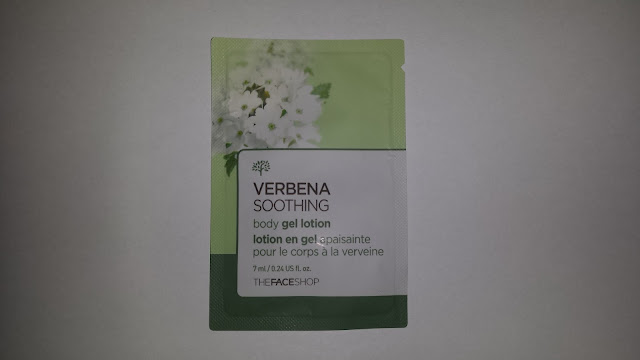 VERBENA
SOOTHING
body gel lotion
lotion en gel apaisante
pour le corps à la verveine
7 ml / 0.24 US fl. oz.
THEFACESHOP